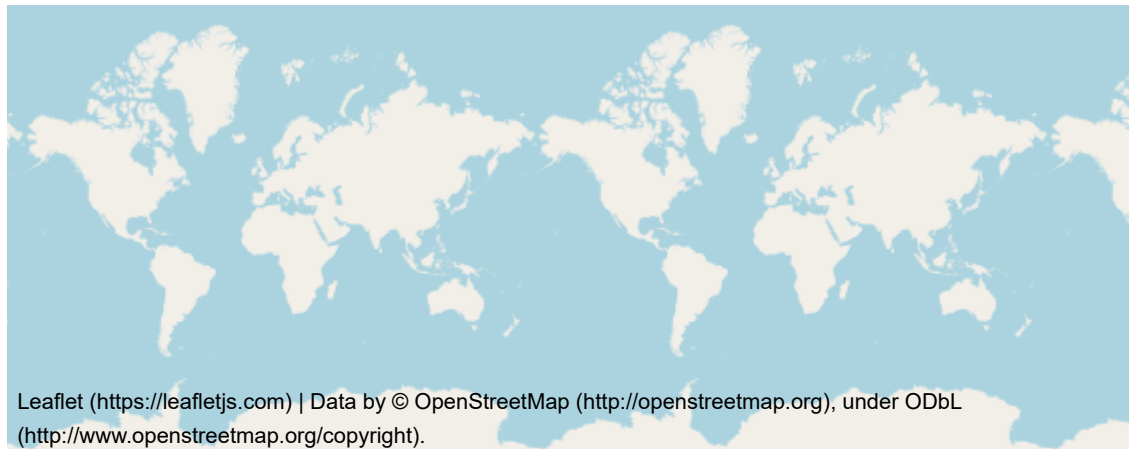 Leaflet (https://leafletjs.com) | Data by © OpenStreetMap (http://openstreetmap.org), under ODbL
(http://www.openstreetmap.org/copyright).